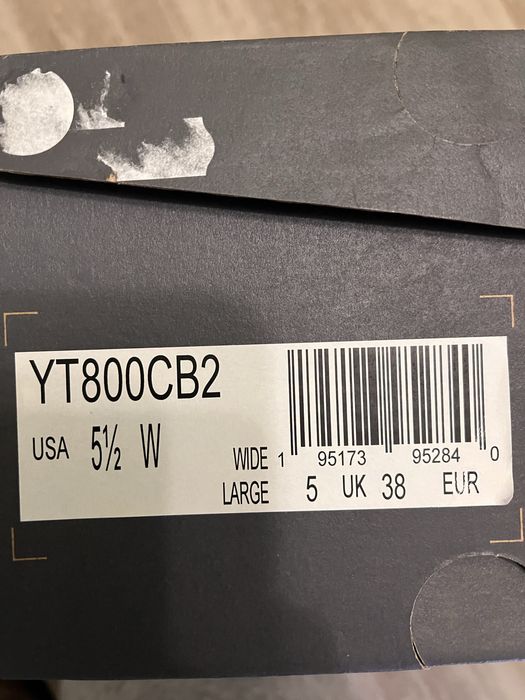 YT800CB2
USA 5½ W
WIDE 1 95173 95284 0
LARGE 5 UK 38 EUR